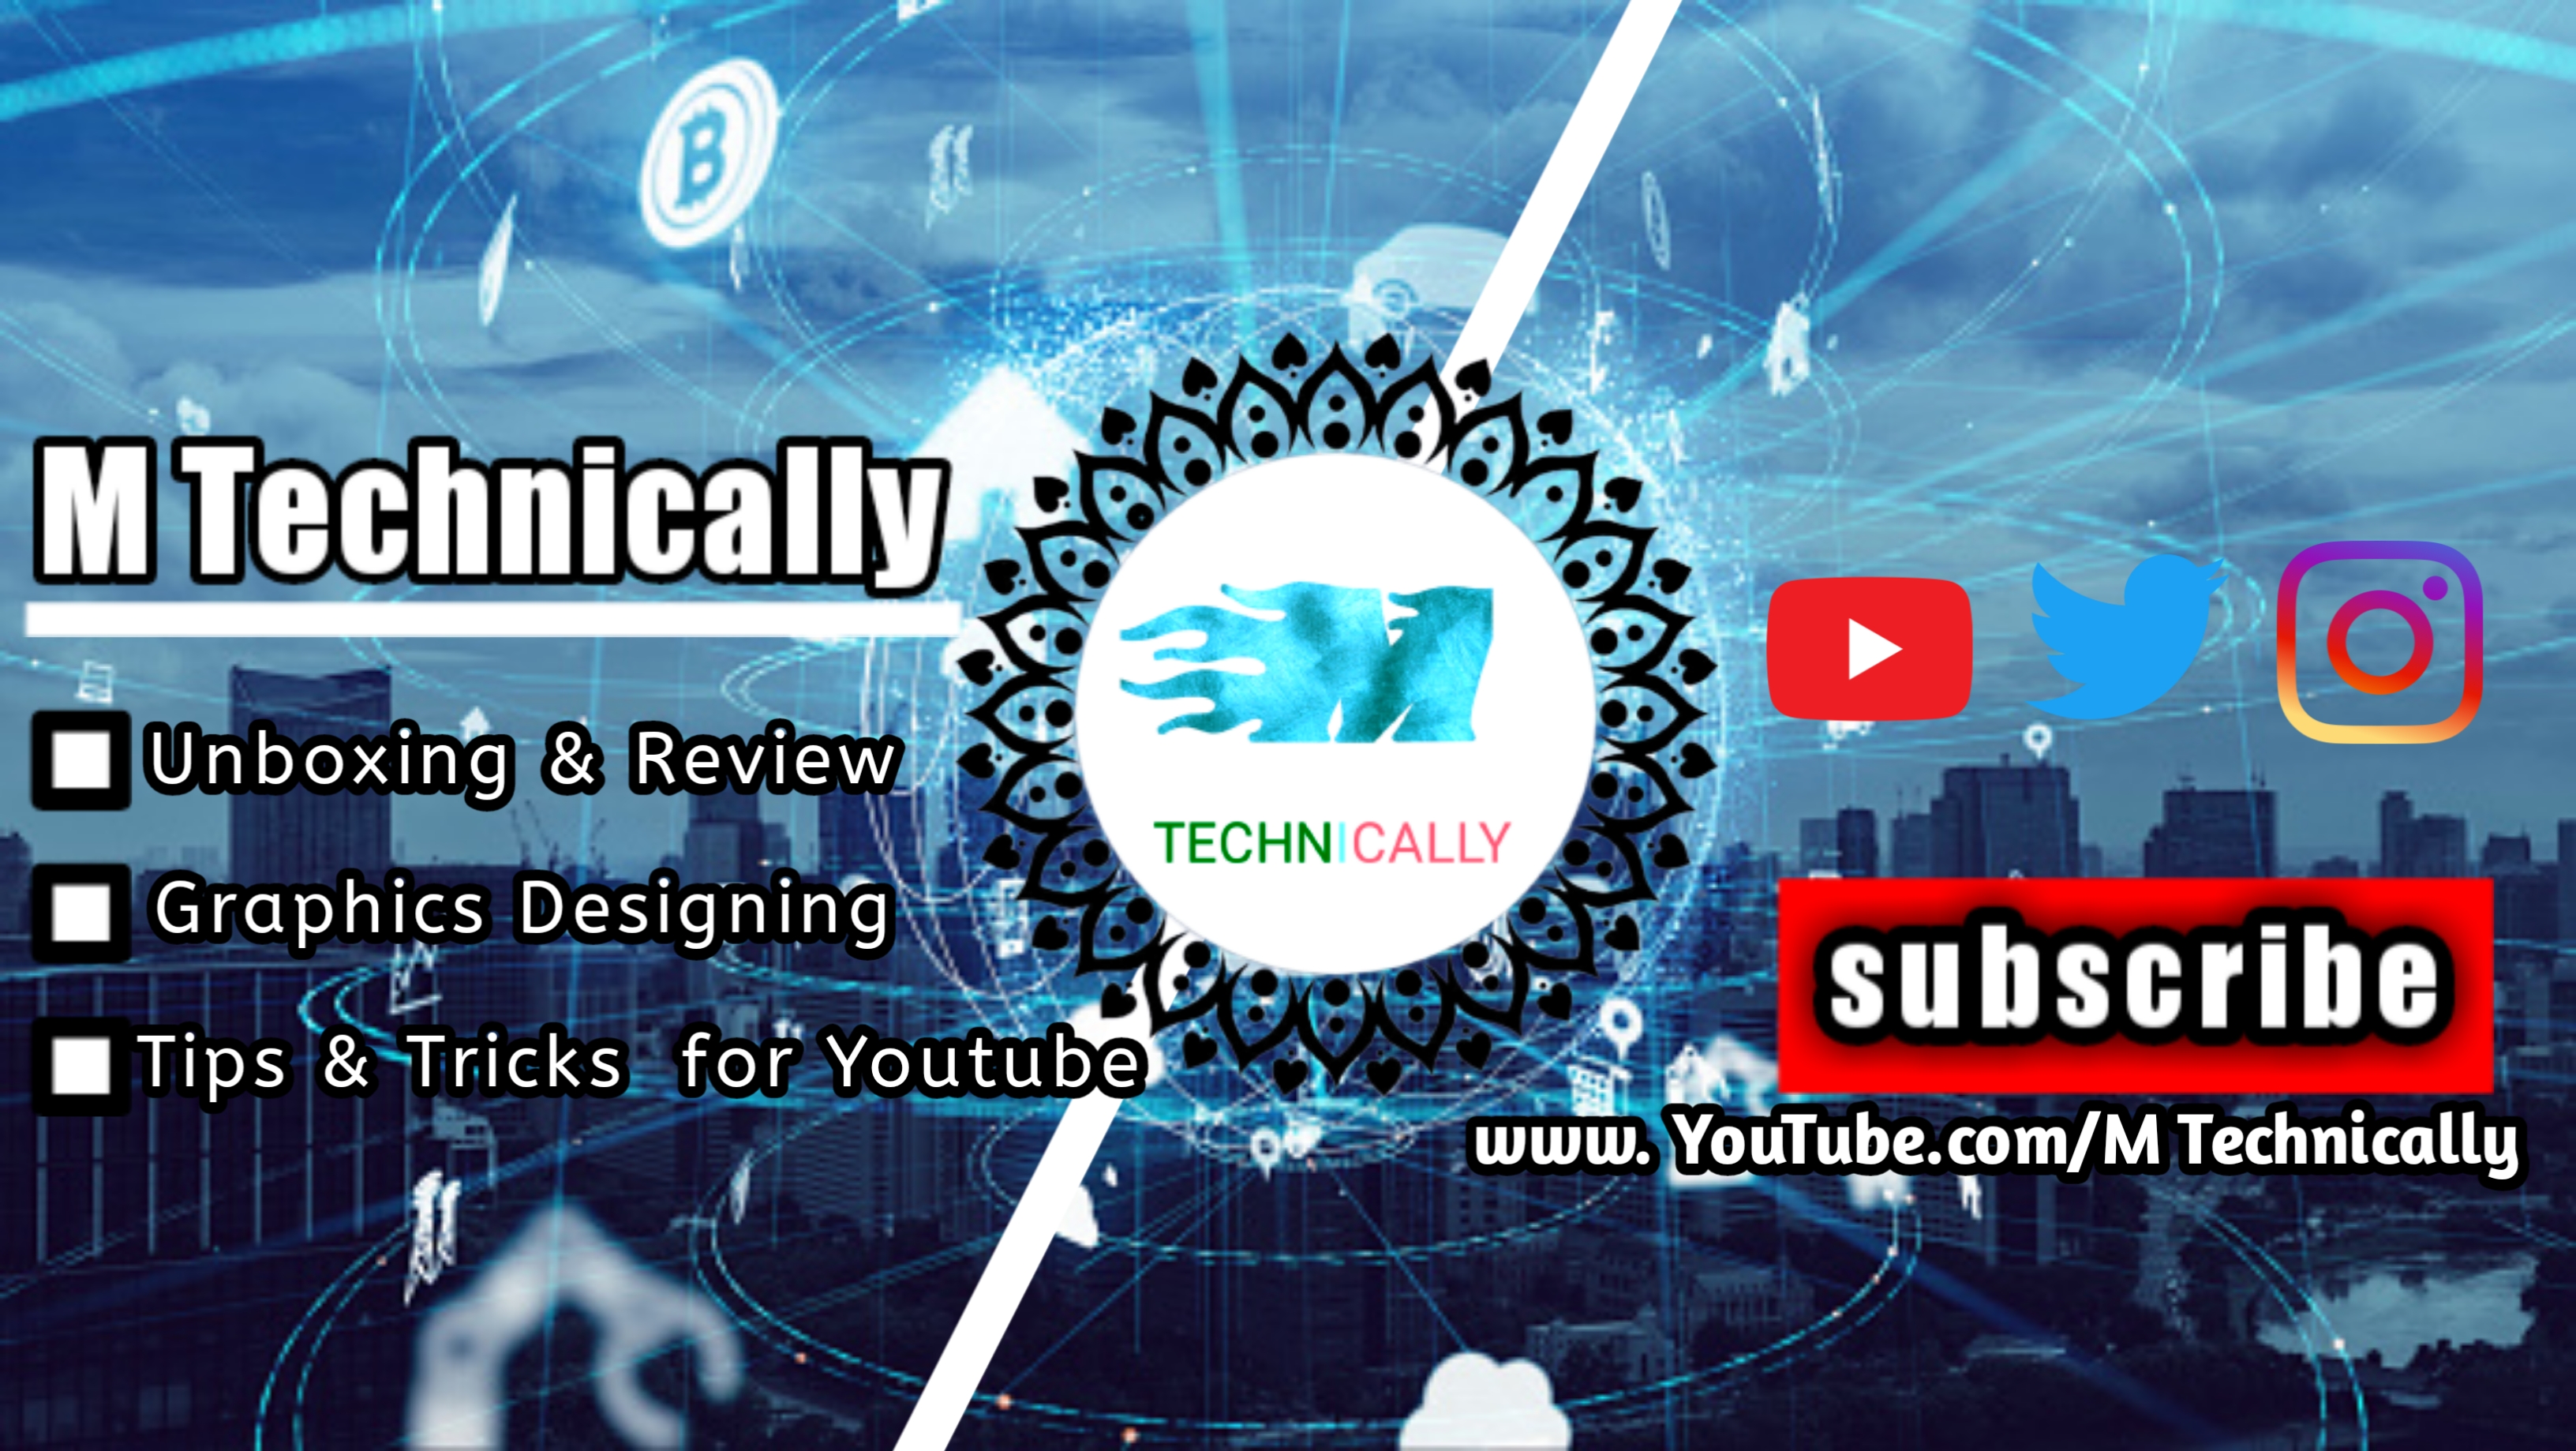 M Technically
Unboxing & Review
Graphics Designing
Tips & Tricks for Youtube
M
TECHNICALLY
subscribe
www. YouTube.com/M Technically